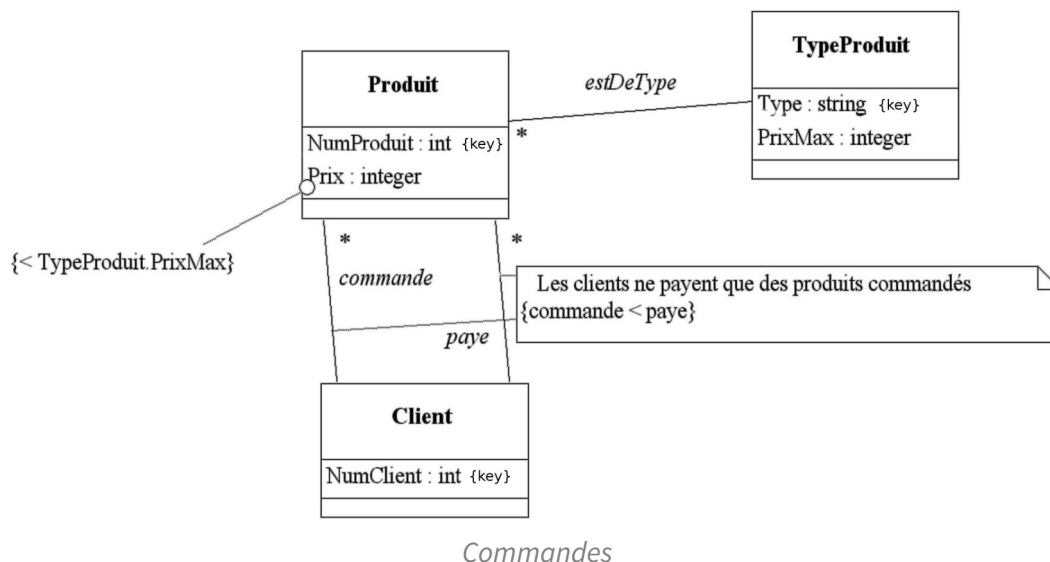 TypeProduit
Type : string {key}
PrixMax : integer
estDeType
*
Produit
NumProduit : int {key}
Prix : integer
{< TypeProduit.PrixMax}
*
*
commande
Les clients ne payent que des produits commandés
{commande < paye}
paye
Client
NumClient : int {key}
Commandes